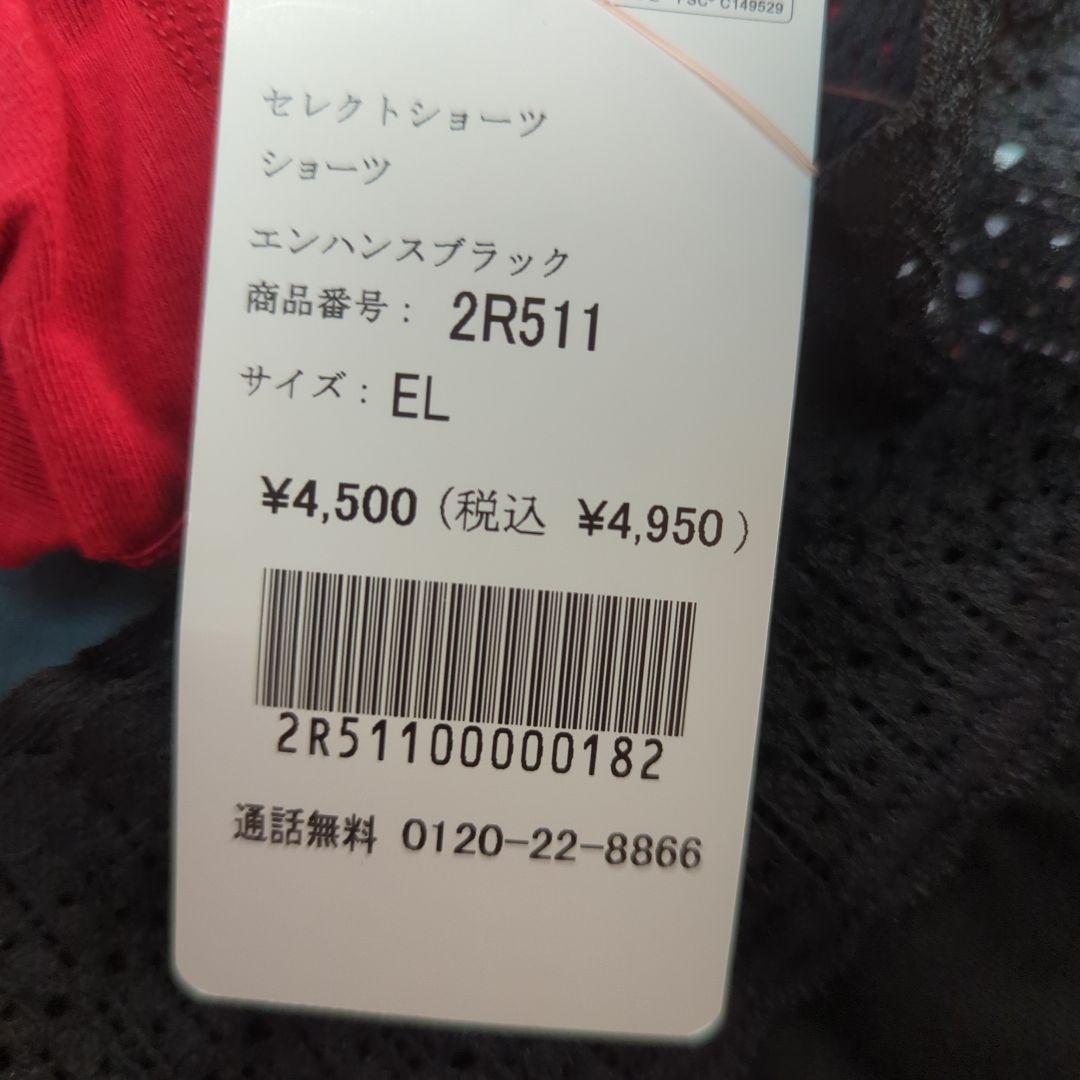 FSC® C149529
セレクトショーツ
ショーツ
エンハンスブラック
商品番号： 2R511
サイズ： EL
¥4,500（税込 ¥4,950）
2R51100000182
通話無料 0120-22-8866